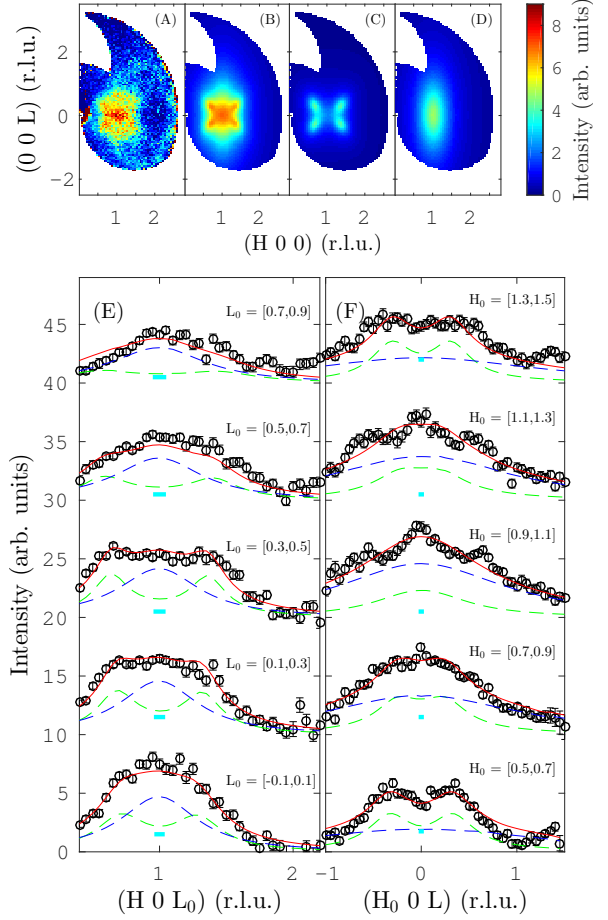 (A) (B) (C) (D)
(0 0 L) (r.l.u.)
2
0
−2
1 2 1 2 1 2 1 2
(H 0 0) (r.l.u.)
8
6
4
2
0
Intensity (arb. units)
(E) (F)
L₀ = [0.7,0.9]
H₀ = [1.3,1.5]
L₀ = [0.5,0.7]
H₀ = [1.1,1.3]
L₀ = [0.3,0.5]
H₀ = [0.9,1.1]
L₀ = [0.1,0.3]
H₀ = [0.7,0.9]
L₀ = [-0.1,0.1]
H₀ = [0.5,0.7]
Intensity (arb. units)
45
40
35
30
25
20
15
10
5
0
1 2
−1 0 1
(H 0 L₀) (r.l.u.)
(H₀ 0 L) (r.l.u.)